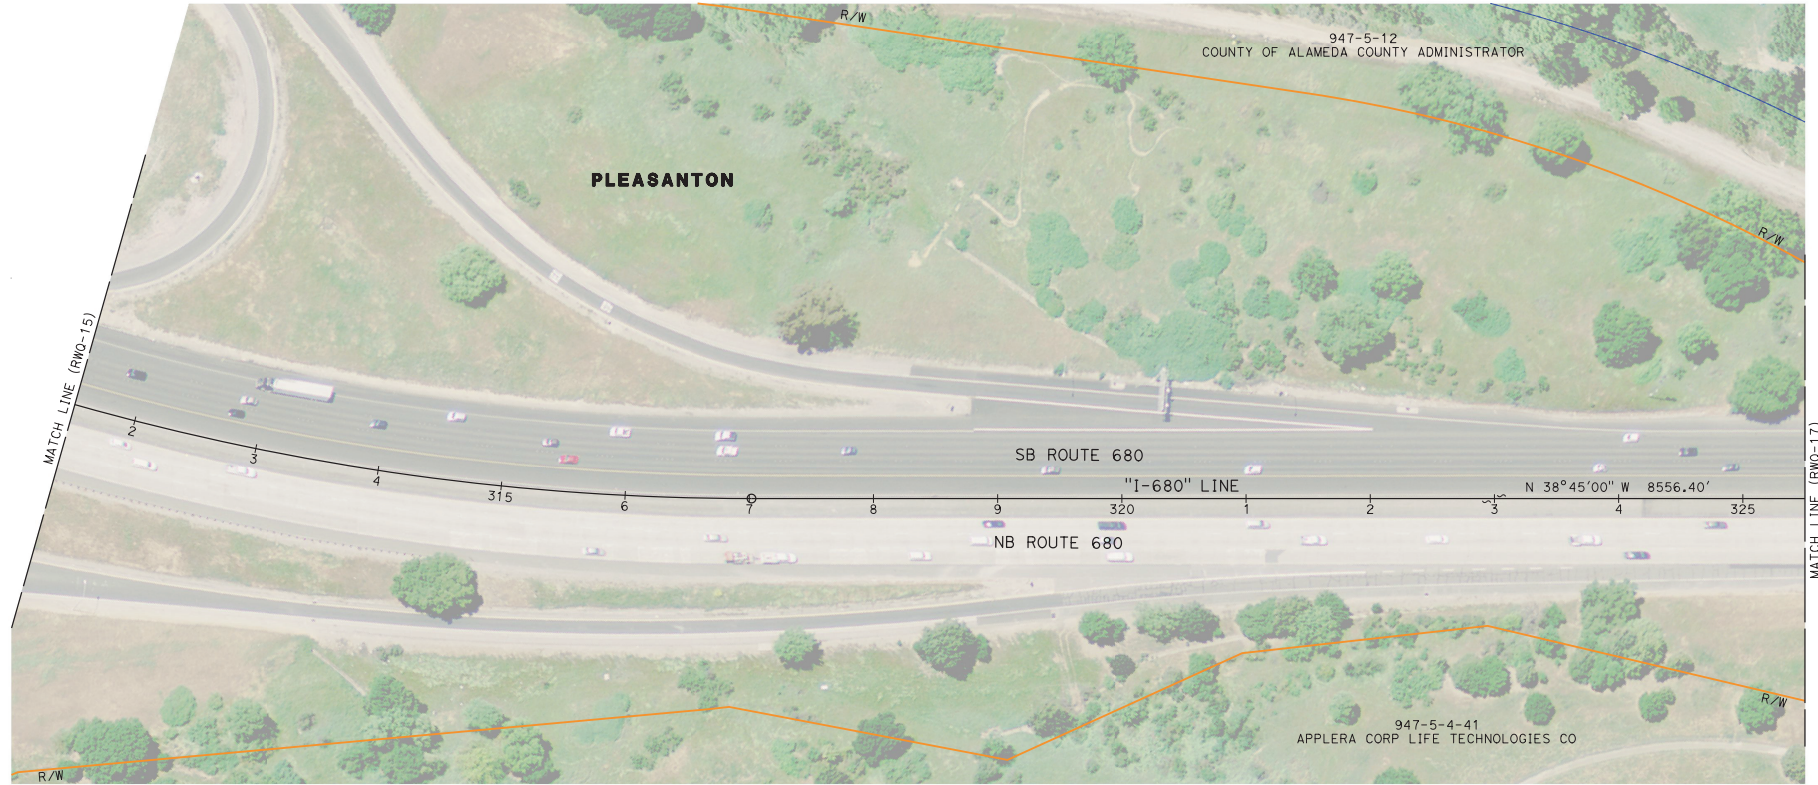 R/W
947-5-12
COUNTY OF ALAMEDA COUNTY ADMINISTRATOR
PLEASANTON
R/W
MATCH LINE (RWQ-15)
MATCH LINE (RWQ-17)
SB ROUTE 680
"I-680" LINE
N 38°45'00" W 8556.40'
2 3 4 315 6 7 8 9 320 1 2 3 4 325
NB ROUTE 680
R/W
947-5-4-41
APPLERA CORP LIFE TECHNOLOGIES CO
R/W